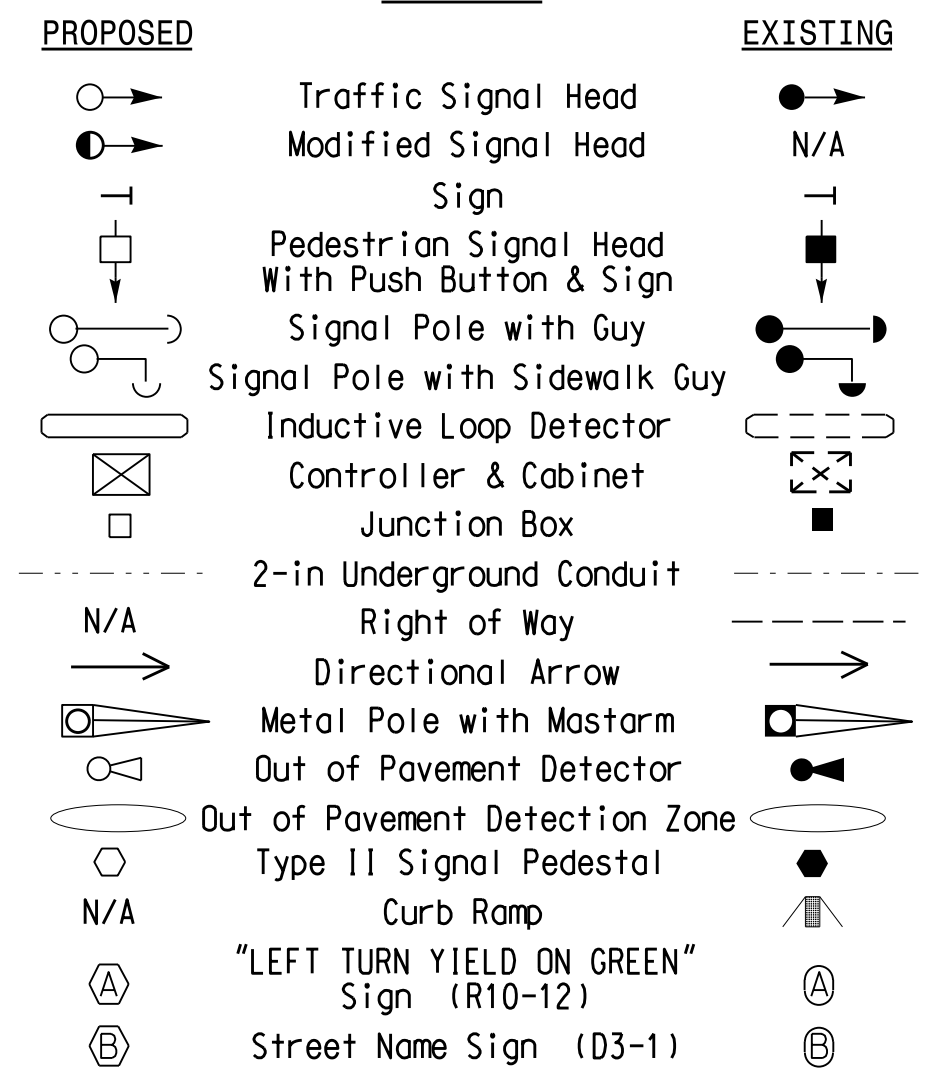 PROPOSED EXISTING
Traffic Signal Head
Modified Signal Head N/A
Sign
Pedestrian Signal Head
With Push Button & Sign
Signal Pole with Guy
Signal Pole with Sidewalk Guy
Inductive Loop Detector
Controller & Cabinet
Junction Box
2-in Underground Conduit
N/A Right of Way
Directional Arrow
Metal Pole with Mastarm
Out of Pavement Detector
Out of Pavement Detection Zone
Type II Signal Pedestal
N/A Curb Ramp
"LEFT TURN YIELD ON GREEN"
A Sign (R10-12) A
B Street Name Sign (D3-1) B